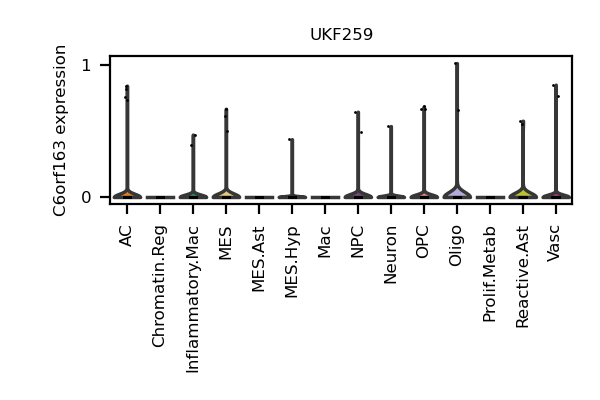 UKF259
C6orf163 expression
1
0
AC
Chromatin.Reg
Inflammatory.Mac
MES
MES.Ast
MES.Hyp
Mac
NPC
Neuron
OPC
Oligo
Prolif.Metab
Reactive.Ast
Vasc